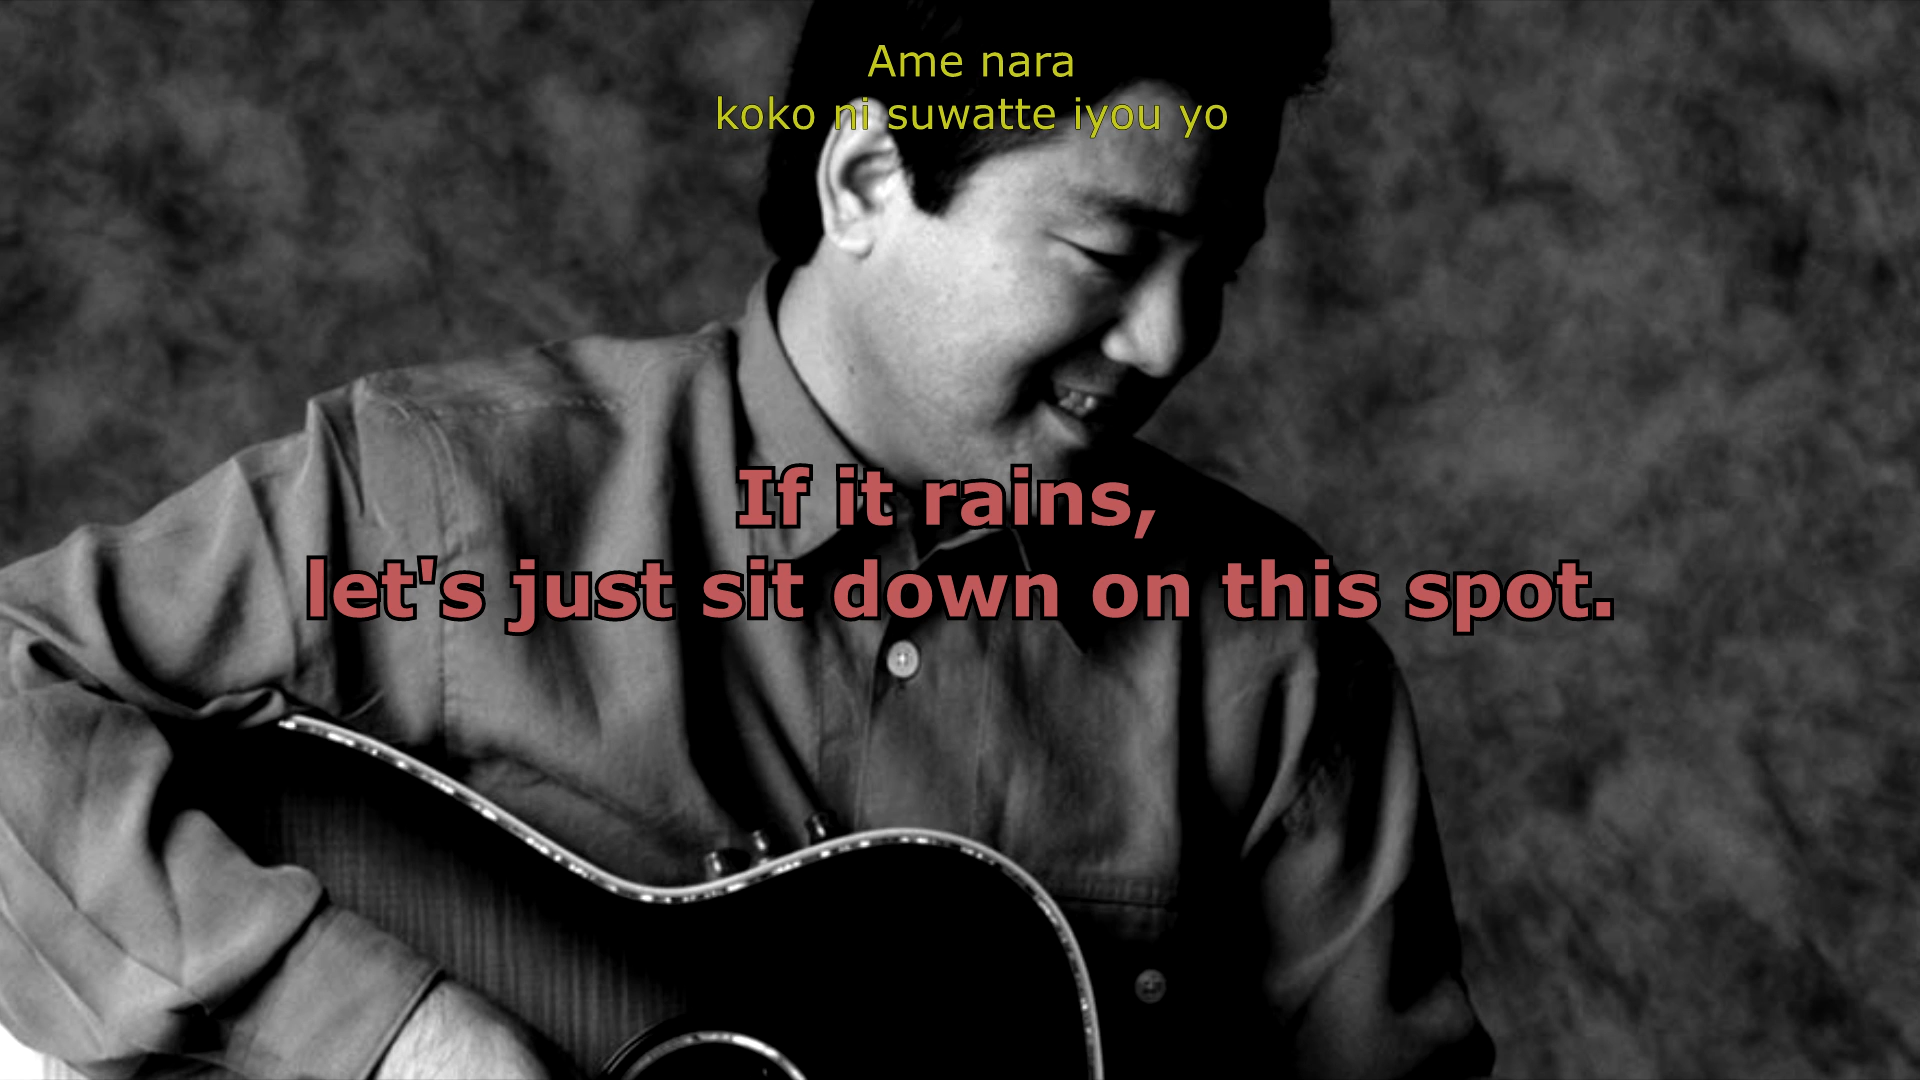 Ame nara
koko ni suwatte iyou yo
If it rains,
let's just sit down on this spot.